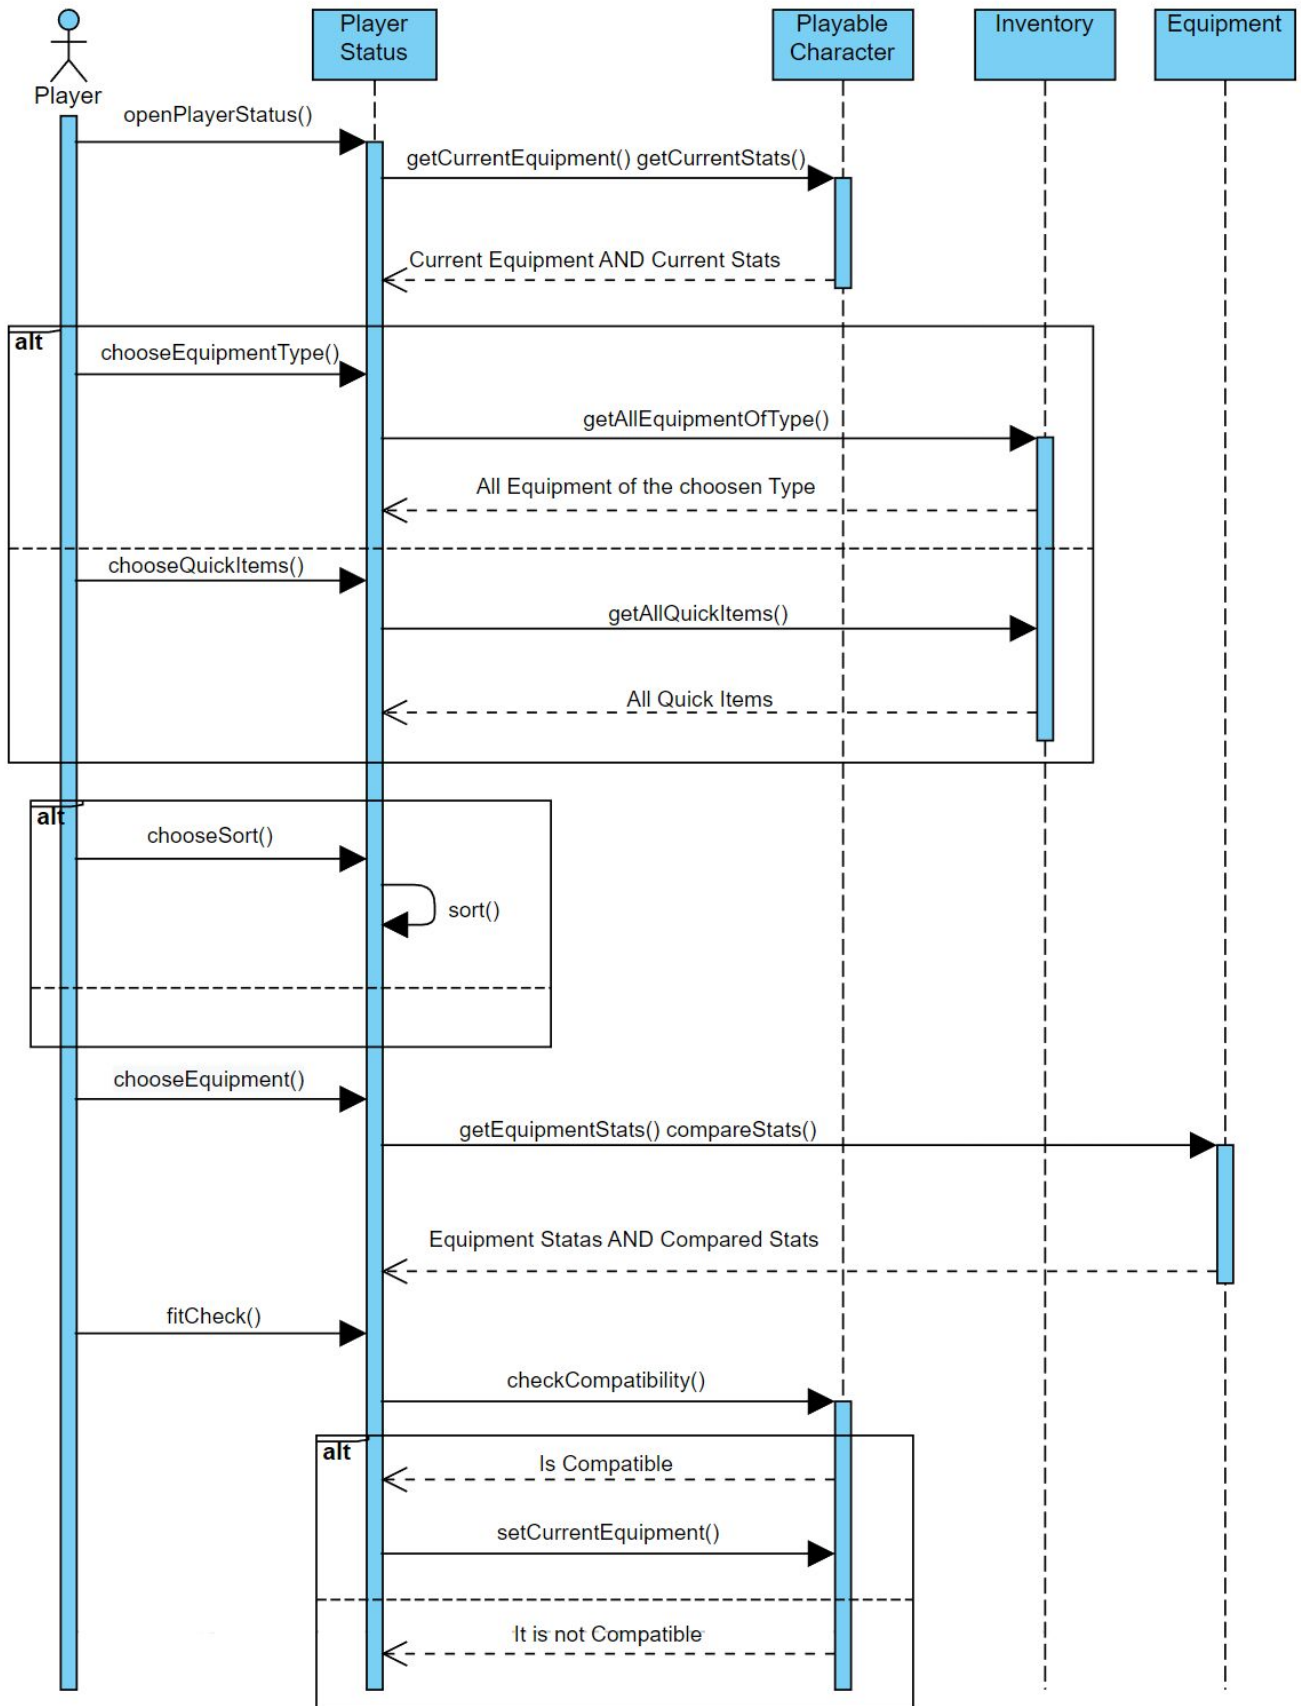 Player
Status
Playable
Character
Inventory
Equipment
Player
openPlayerStatus()
getCurrentEquipment() getCurrentStats()
Current Equipment AND Current Stats
alt
chooseEquipmentType()
getAllEquipmentOfType()
All Equipment of the choosen Type
chooseQuickItems()
getAllQuickItems()
All Quick Items
alt
chooseSort()
sort()
chooseEquipment()
getEquipmentStats() compareStats()
Equipment Statas AND Compared Stats
fitCheck()
checkCompatibility()
alt
Is Compatible
setCurrentEquipment()
It is not Compatible